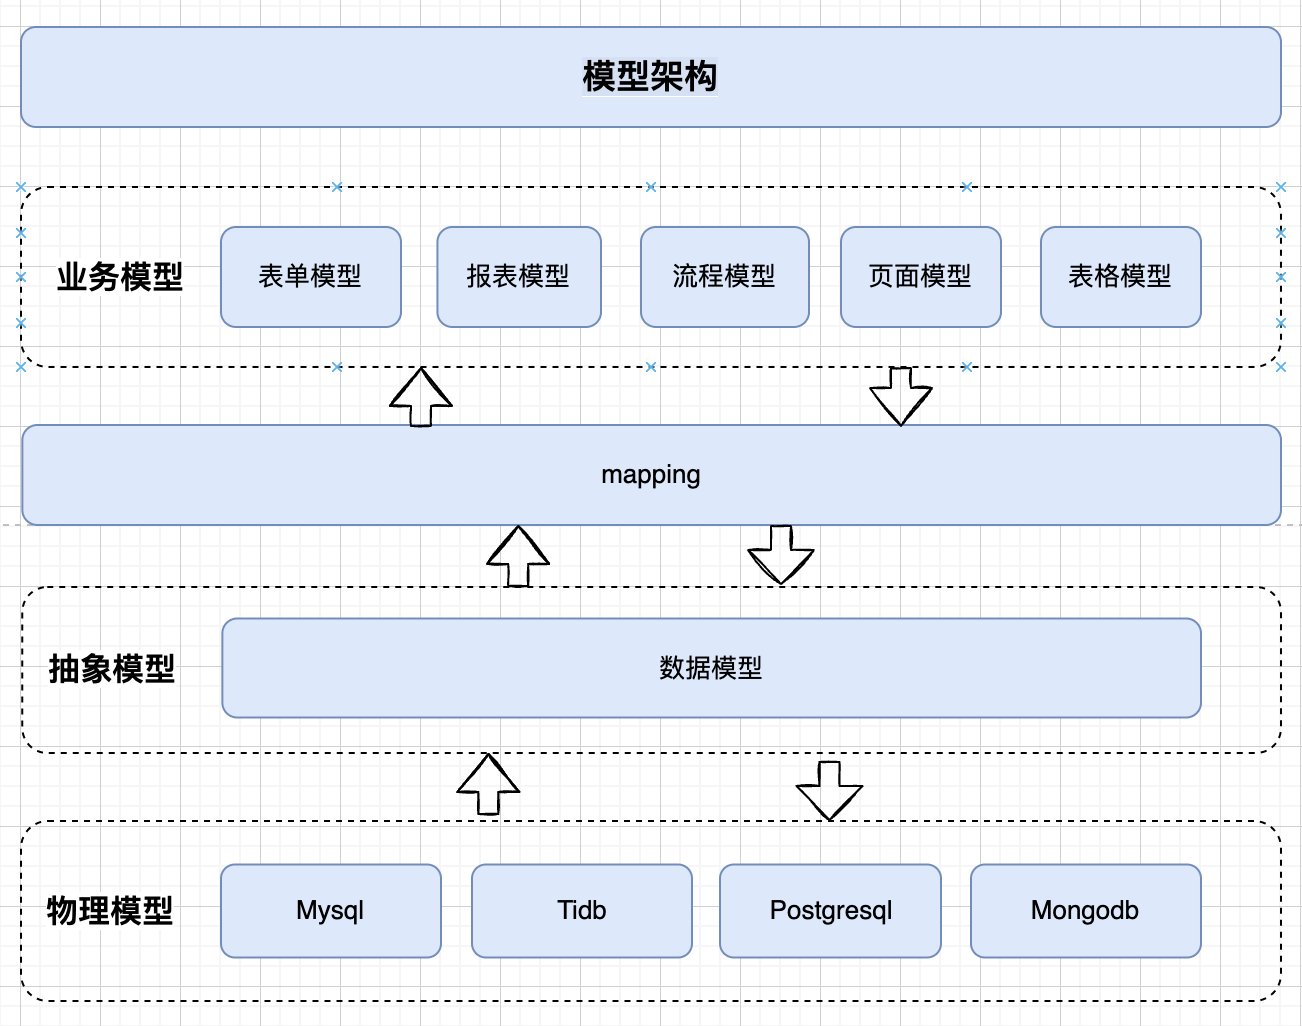 模型架构
业务模型
表单模型
报表模型
流程模型
页面模型
表格模型
mapping
抽象模型
数据模型
物理模型
Mysql
Tidb
Postgresql
Mongodb